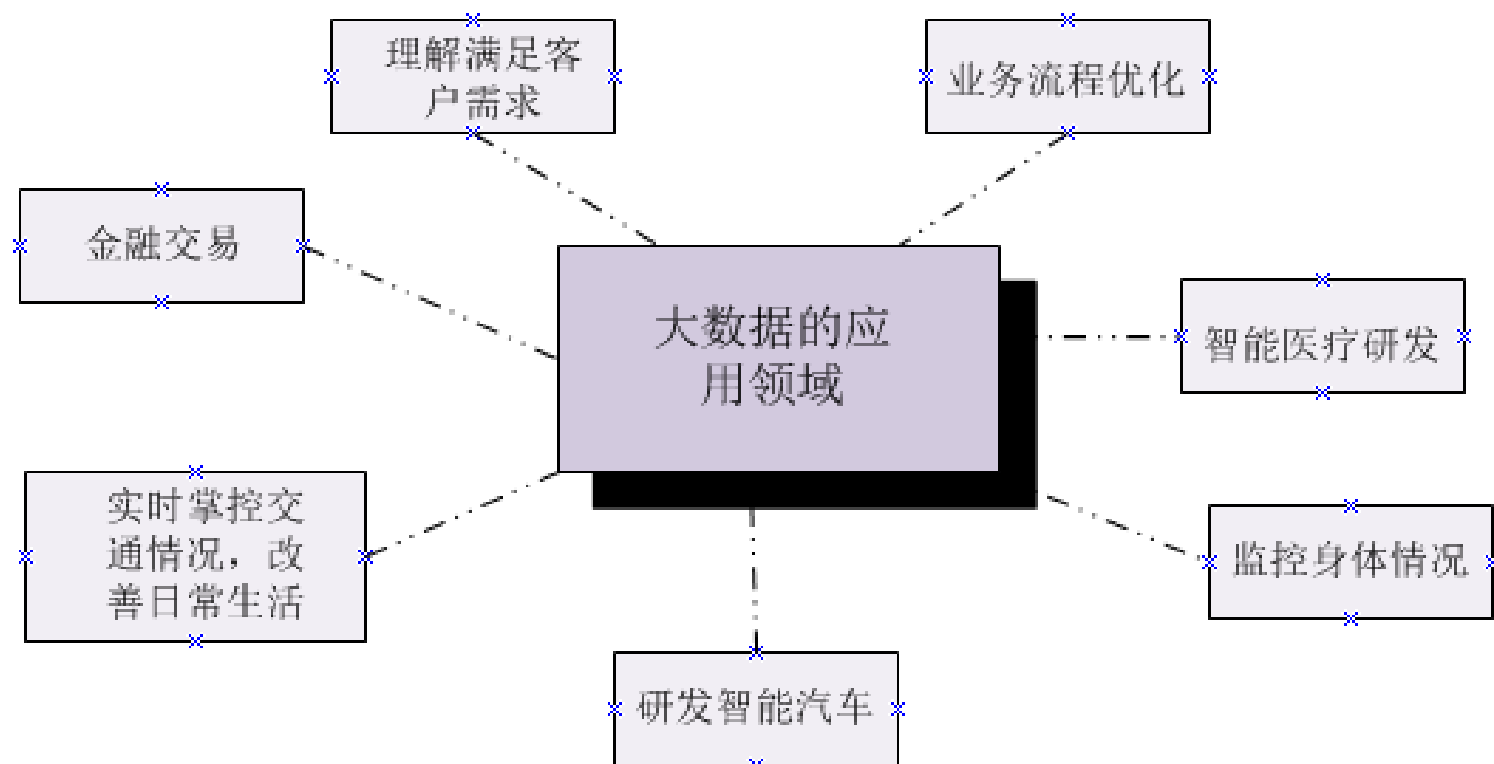 理解满足客
户需求
业务流程优化
金融交易
大数据的应
用领域
智能医疗研发
实时掌控交
通情况，改
善日常生活
监控身体情况
研发智能汽车